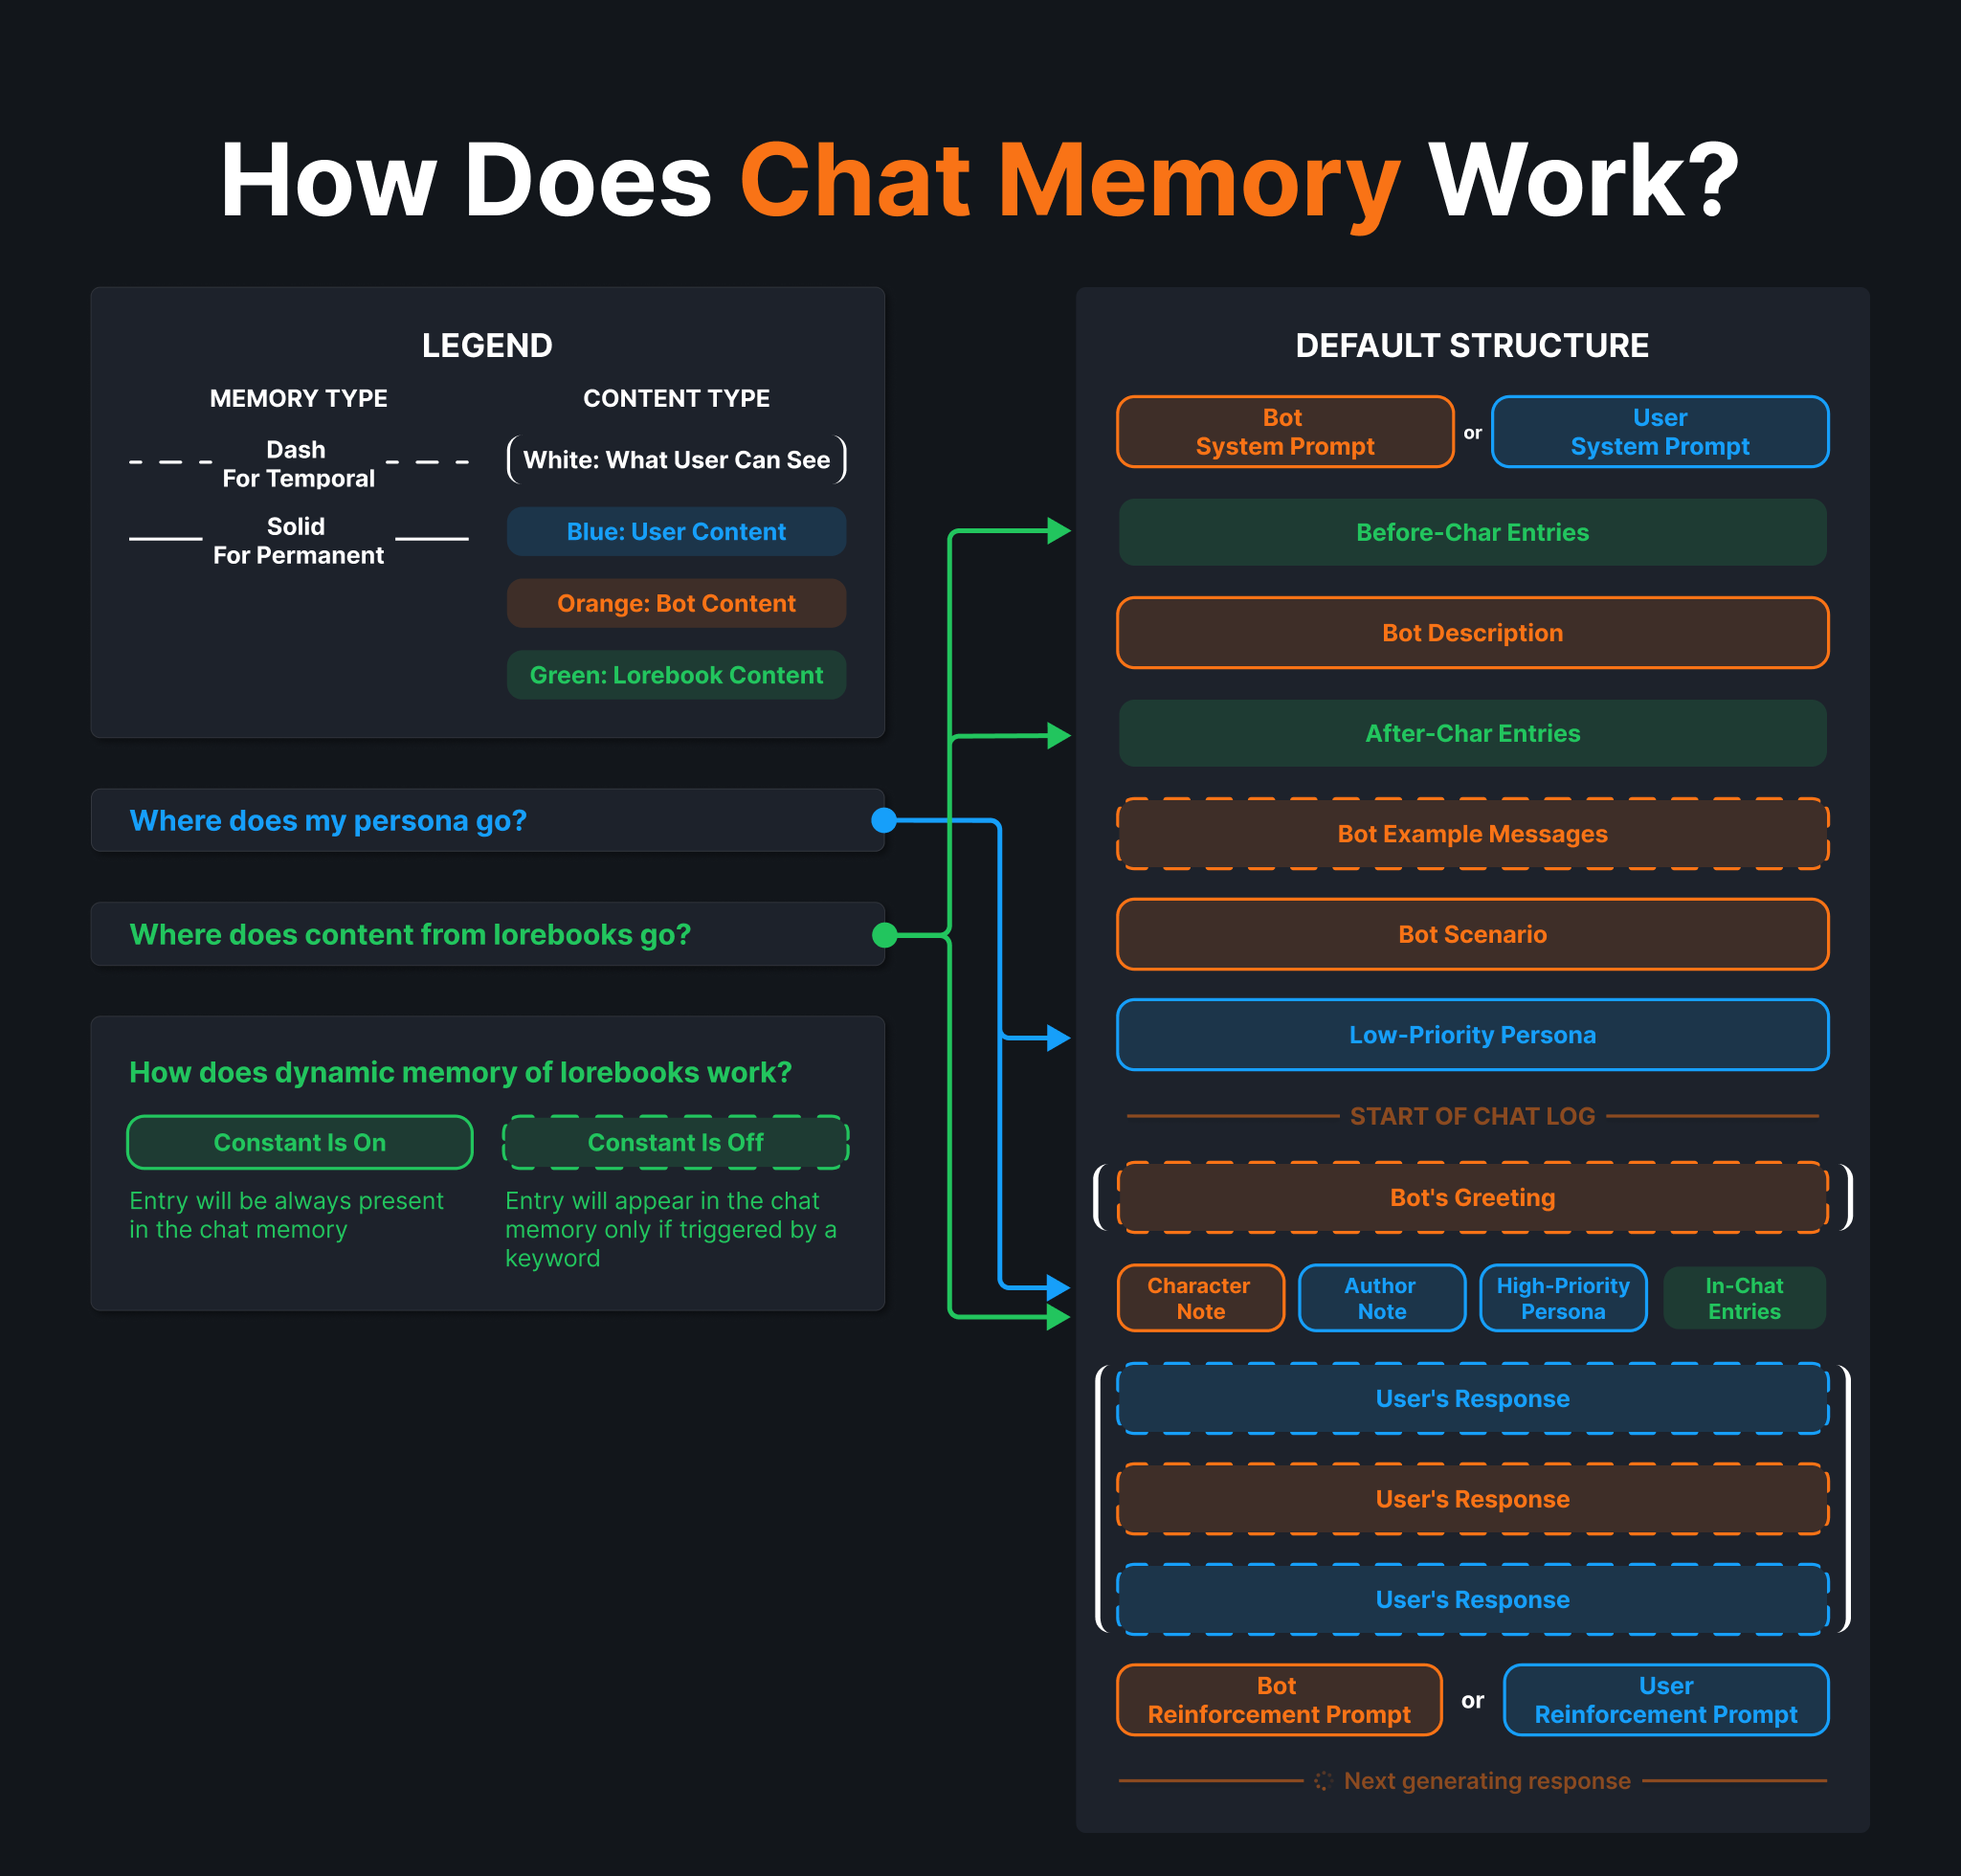 How Does Chat Memory Work?
LEGEND
MEMORY TYPE
Dash
For Temporal
Solid
For Permanent
CONTENT TYPE
White: What User Can See
Blue: User Content
Orange: Bot Content
Green: Lorebook Content
Where does my persona go?
Where does content from lorebooks go?
How does dynamic memory of lorebooks work?
Constant Is On
Entry will be always present
in the chat memory
Constant Is Off
Entry will appear in the chat
memory only if triggered by a
keyword
DEFAULT STRUCTURE
Bot
System Prompt
or
User
System Prompt
Before-Char Entries
Bot Description
After-Char Entries
Bot Example Messages
Bot Scenario
Low-Priority Persona
START OF CHAT LOG
Bot's Greeting
Character
Note
Author
Note
High-Priority
Persona
In-Chat
Entries
User's Response
User's Response
User's Response
Bot
Reinforcement Prompt
or
User
Reinforcement Prompt
Next generating response